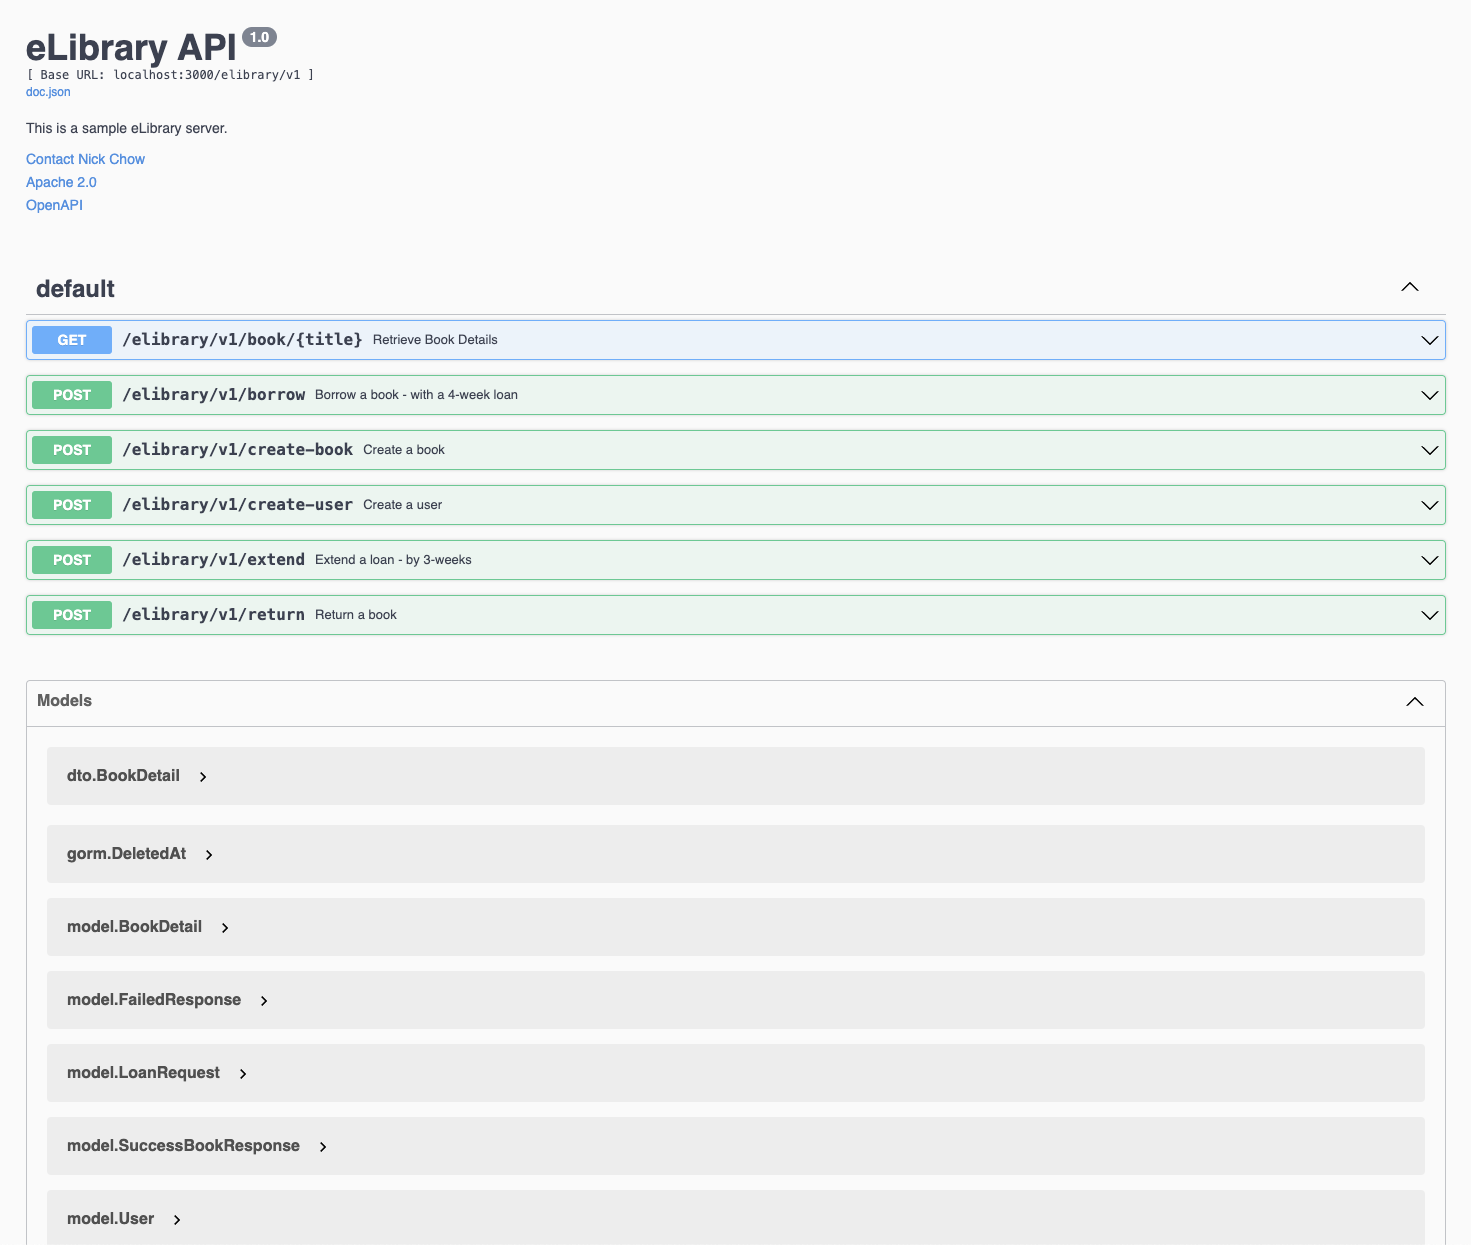 eLibrary API 1.0
[ Base URL: localhost:3000/elibrary/v1 ]
doc.json
This is a sample eLibrary server.
Contact Nick Chow
Apache 2.0
OpenAPI
default
GET /elibrary/v1/book/{title} Retrieve Book Details
POST /elibrary/v1/borrow Borrow a book - with a 4-week loan
POST /elibrary/v1/create-book Create a book
POST /elibrary/v1/create-user Create a user
POST /elibrary/v1/extend Extend a loan - by 3-weeks
POST /elibrary/v1/return Return a book
Models
dto.BookDetail
gorm.DeletedAt
model.BookDetail
model.FailedResponse
model.LoanRequest
model.SuccessBookResponse
model.User